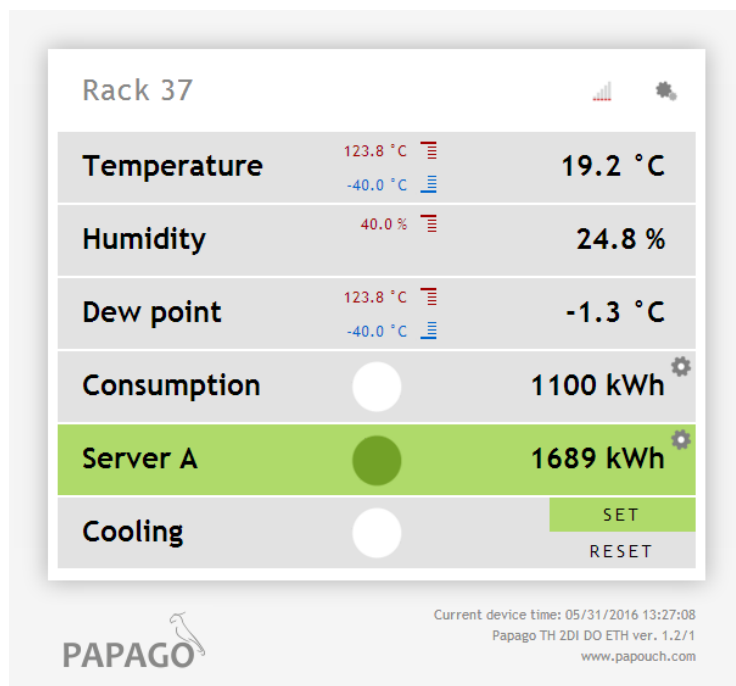 Rack 37
Temperature 123.8 °C 19.2 °C
-40.0 °C
Humidity 40.0 % 24.8 %
Dew point 123.8 °C -1.3 °C
-40.0 °C
Consumption 1100 kWh
Server A 1689 kWh
Cooling SET
RESET
Current device time: 05/31/2016 13:27:08
Papago TH 2DI DO ETH ver. 1.2/1
www.papouch.com
PAPAGO